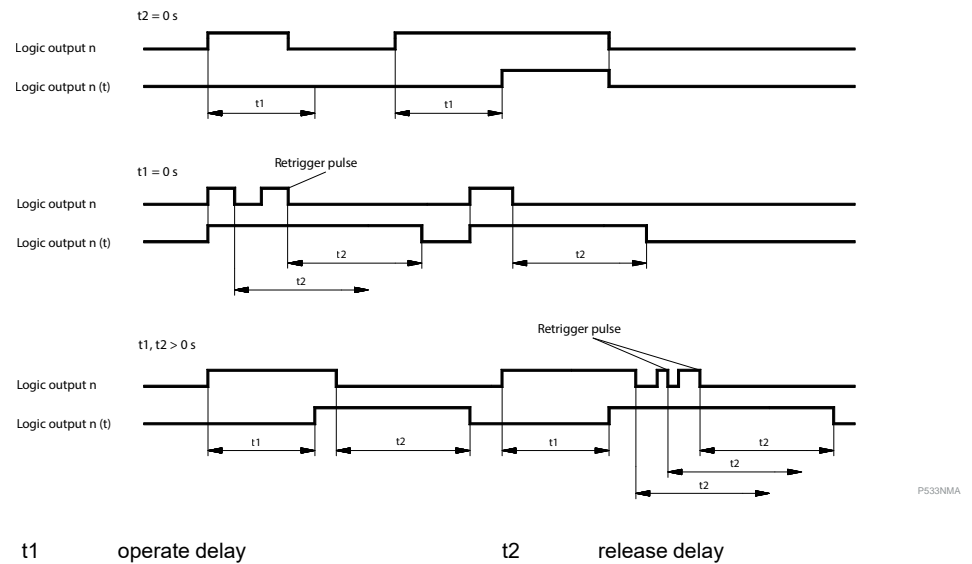 t2 = 0 s
Logic output n
Logic output n (t)
t1
t1
Retrigger pulse
t1 = 0 s
Logic output n
Logic output n (t)
t2
t2
t2
Retrigger pulse
t1, t2 > 0 s
Logic output n
Logic output n (t)
t1
t2
t1
t2
t2
t2
P533NMA
t1 operate delay t2 release delay